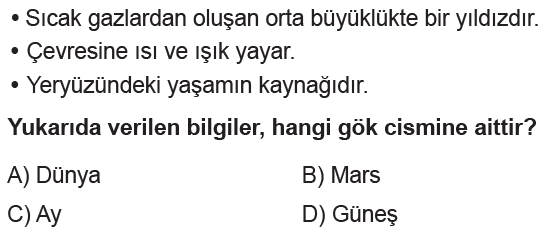 • Sıcak gazlardan oluşan orta büyüklükte bir yıldızdır.
• Çevresine ısı ve ışık yayar.
• Yeryüzündeki yaşamın kaynağıdır.
Yukarıda verilen bilgiler, hangi gök cismine aittir?
A) Dünya B) Mars
C) Ay D) Güneş